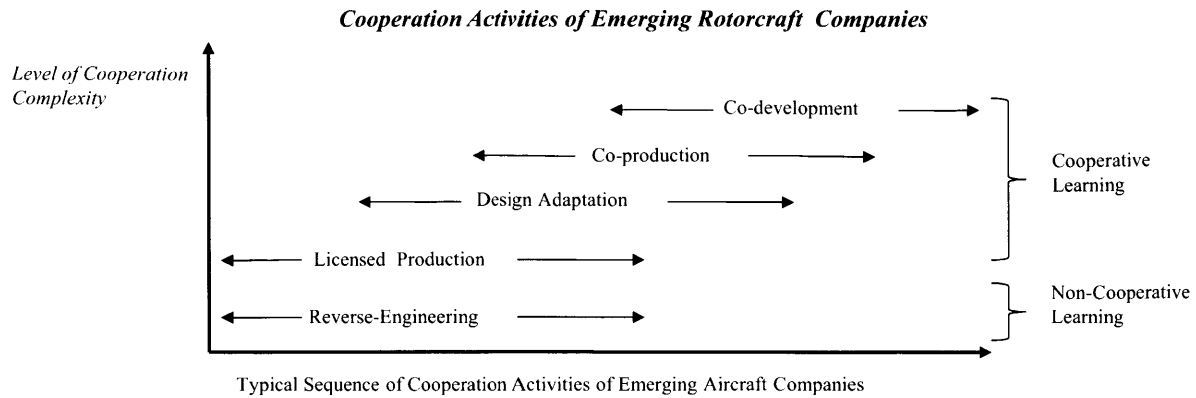 Cooperation Activities of Emerging Rotorcraft Companies
Level of Cooperation
Complexity
Co-development
Co-production
Design Adaptation
Licensed Production
Reverse-Engineering
Cooperative
Learning
Non-Cooperative
Learning
Typical Sequence of Cooperation Activities of Emerging Aircraft Companies